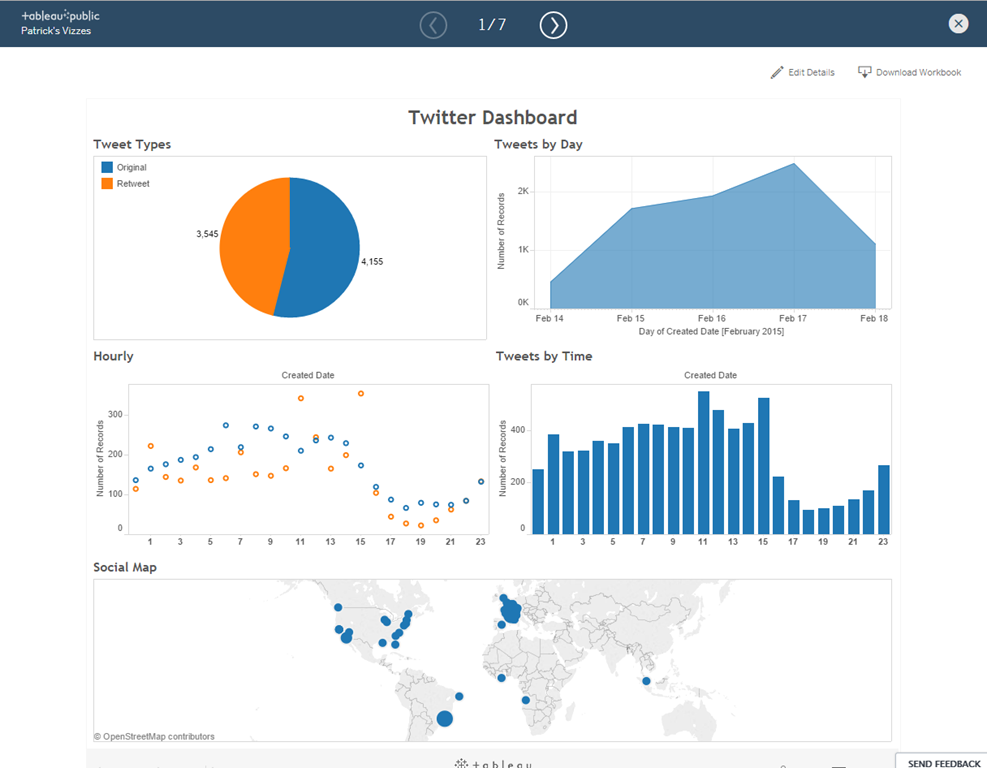 +ableau+public
Patrick's Vizzes
1/7
Edit Details
Download Workbook
Twitter Dashboard
Tweet Types
Original
Retweet
3,545
4,155
Tweets by Day
Number of Records
2K
1K
0K
Feb 14 Feb 15 Feb 16 Feb 17 Feb 18
Day of Created Date [February 2015]
Hourly
Created Date
Number of Records
300
200
100
0
1 3 5 7 9 11 13 15 17 19 21 23
Tweets by Time
Created Date
Number of Records
400
200
0
1 3 5 7 9 11 13 15 17 19 21 23
Social Map
© OpenStreetMap contributors
+ableau
SEND FEEDBACK